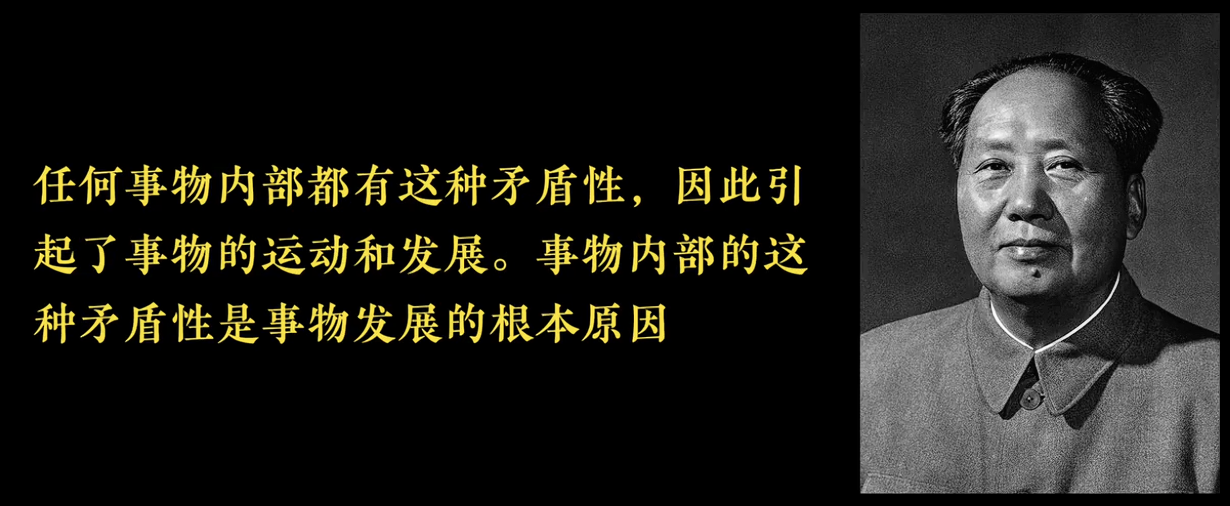 任何事物内部都有这种矛盾性，因此引
起了事物的运动和发展。事物内部的这
种矛盾性是事物发展的根本原因